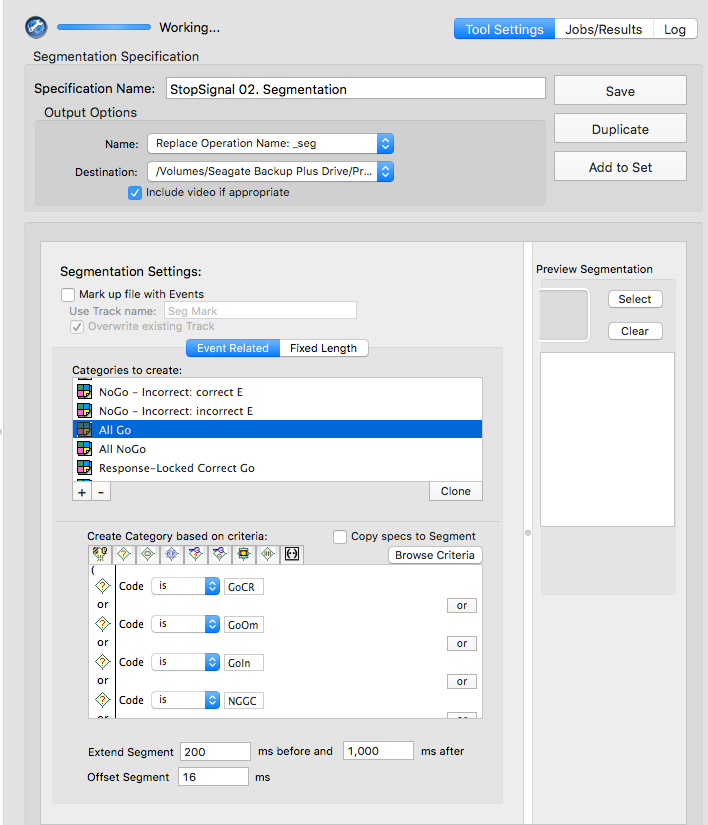 Working...
Tool Settings Jobs/Results Log
Segmentation Specification
Specification Name: StopSignal 02. Segmentation
Save
Output Options
Duplicate
Name: Replace Operation Name: _seg
Add to Set
Destination: /Volumes/Seagate Backup Plus Drive/Pr...
Include video if appropriate
Segmentation Settings:
Preview Segmentation
Mark up file with Events
Select
Use Track name: Seg Mark
Overwrite existing Track
Clear
Event Related Fixed Length
Categories to create:
NoGo - Incorrect: correct E
NoGo - Incorrect: incorrect E
All Go
All NoGo
Response-Locked Correct Go
+ - Clone
Create Category based on criteria: Copy specs to Segment
Browse Criteria
(
Code is GoCR
or or
Code is GoOm
or or
Code is GoIn
or or
Code is NGGC
or or
Extend Segment 200 ms before and 1,000 ms after
Offset Segment 16 ms